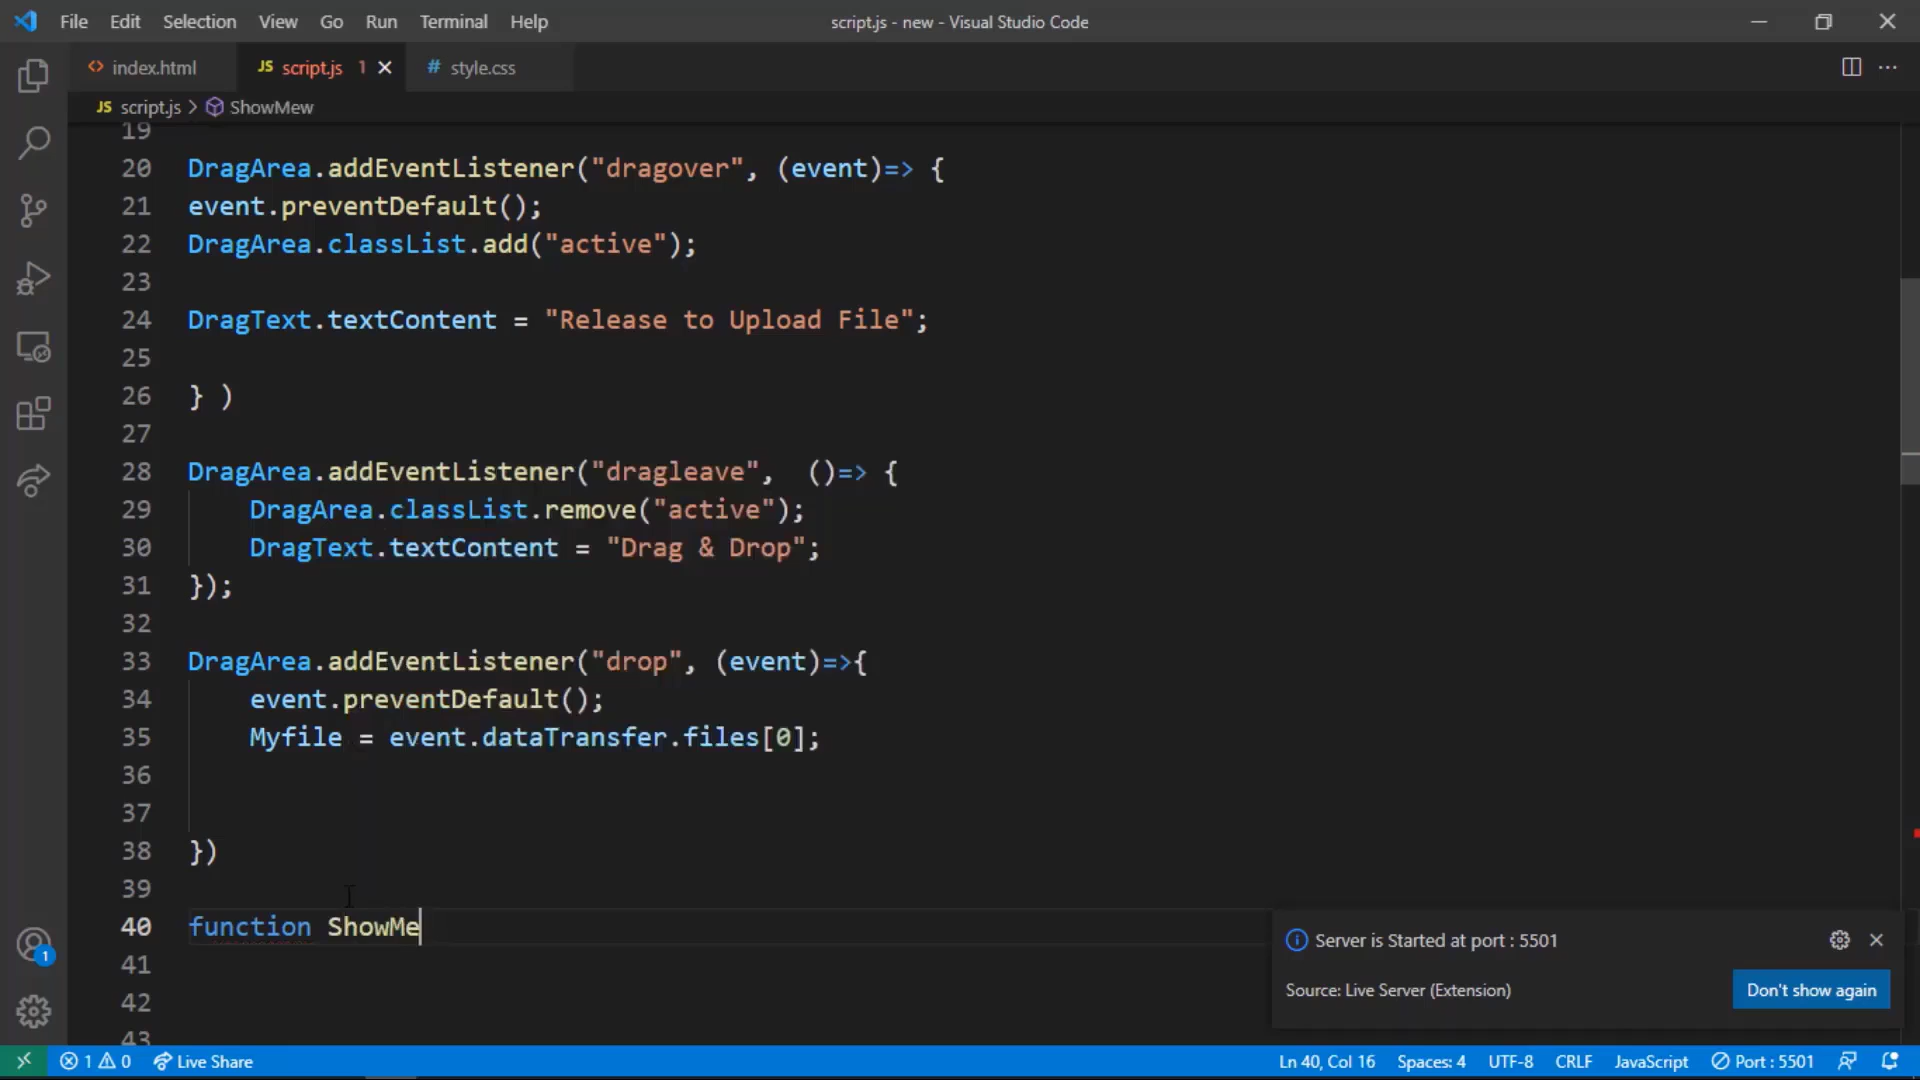 File Edit Selection View Go Run Terminal Help script.js - new - Visual Studio Code
<> index.html JS script.js 1 # style.css
JS script.js > ShowMew
19
20 DragArea.addEventListener("dragover", (event)=> {
21 event.preventDefault();
22 DragArea.classList.add("active");
23
24 DragText.textContent = "Release to Upload File";
25
26 } )
27
28 DragArea.addEventListener("dragleave",  ()=> {
29     DragArea.classList.remove("active");
30     DragText.textContent = "Drag & Drop";
31 });
32
33 DragArea.addEventListener("drop", (event)=>{
34     event.preventDefault();
35     Myfile = event.dataTransfer.files[0];
36
37
38 })
39
40 function ShowMe
41
42
43
Server is Started at port : 5501
Source: Live Server (Extension)
Don't show again
1
1 0 Live Share Ln 40, Col 16 Spaces: 4 UTF-8 CRLF JavaScript Port : 5501